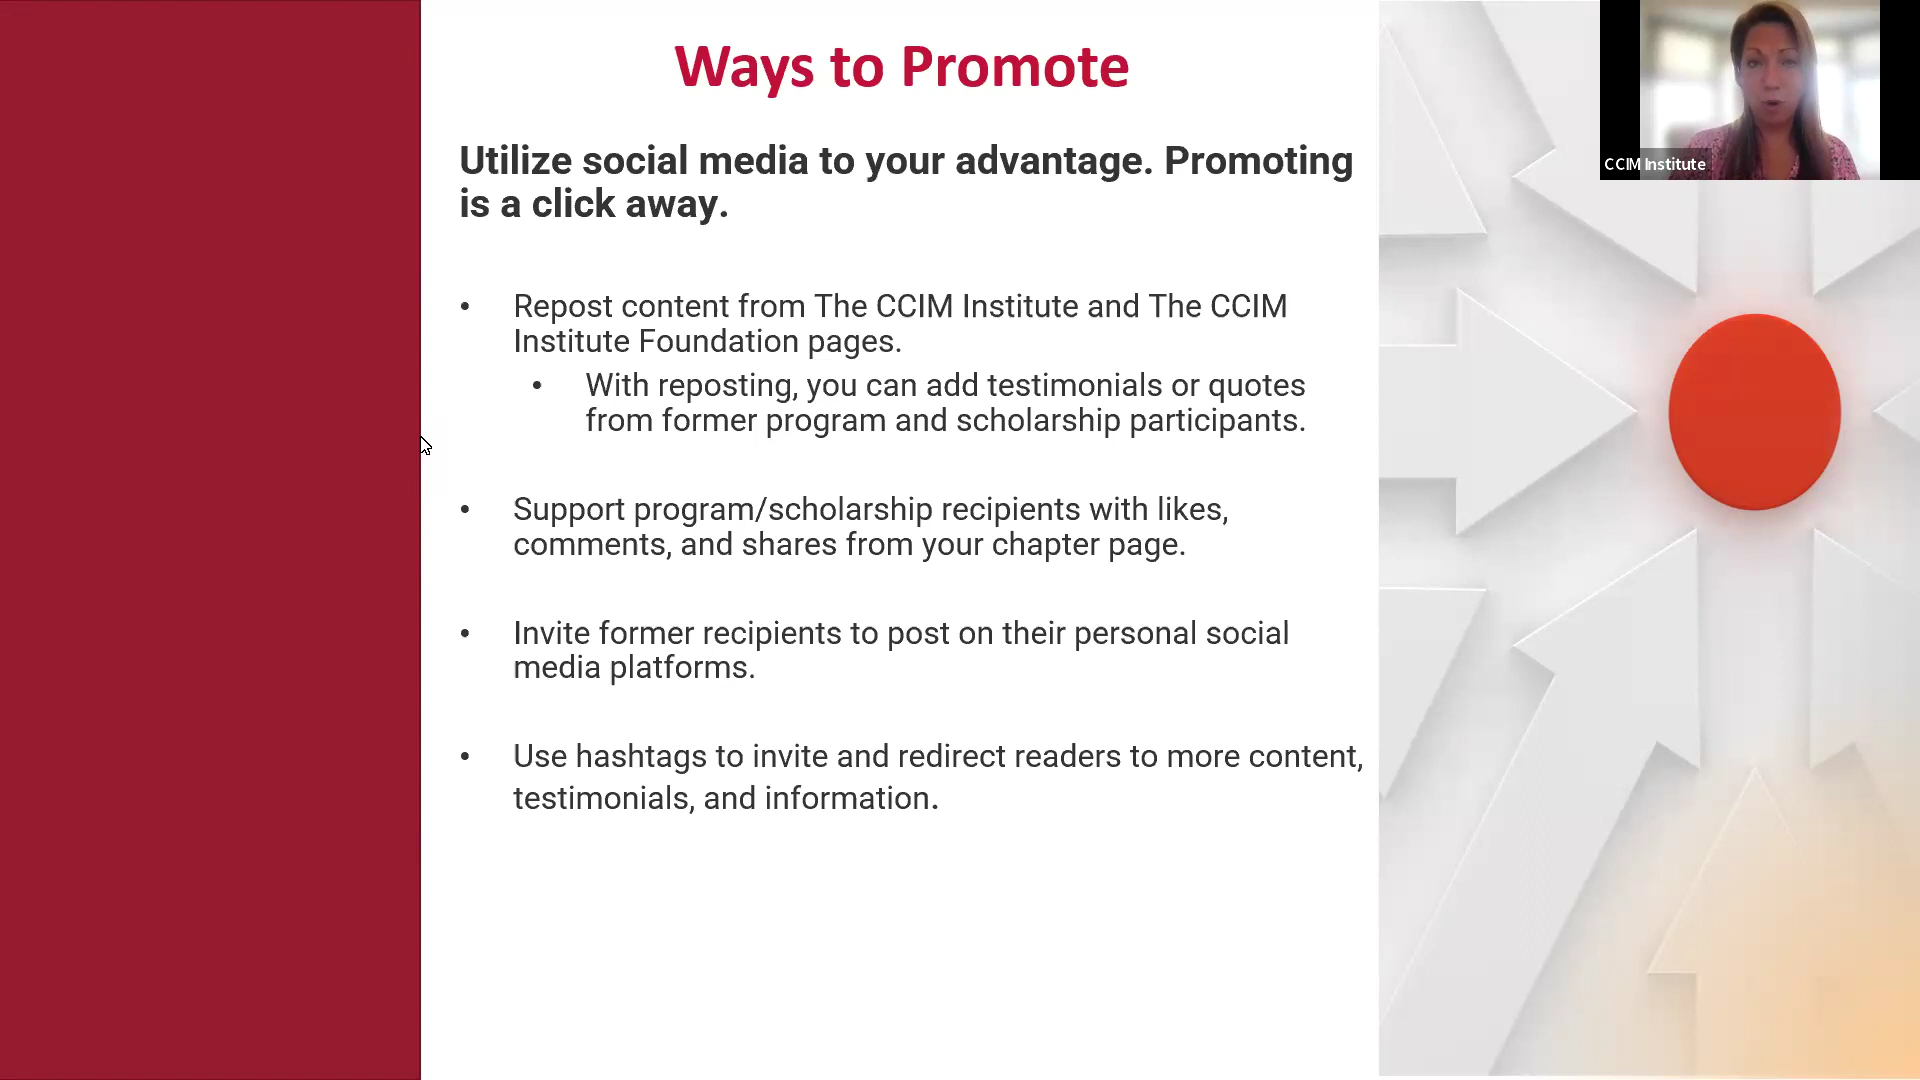 Ways to Promote
CCIM Institute
Utilize social media to your advantage. Promoting
is a click away.
• Repost content from The CCIM Institute and The CCIM
Institute Foundation pages.
• With reposting, you can add testimonials or quotes
from former program and scholarship participants.
• Support program/scholarship recipients with likes,
comments, and shares from your chapter page.
• Invite former recipients to post on their personal social
media platforms.
• Use hashtags to invite and redirect readers to more content,
testimonials, and information.